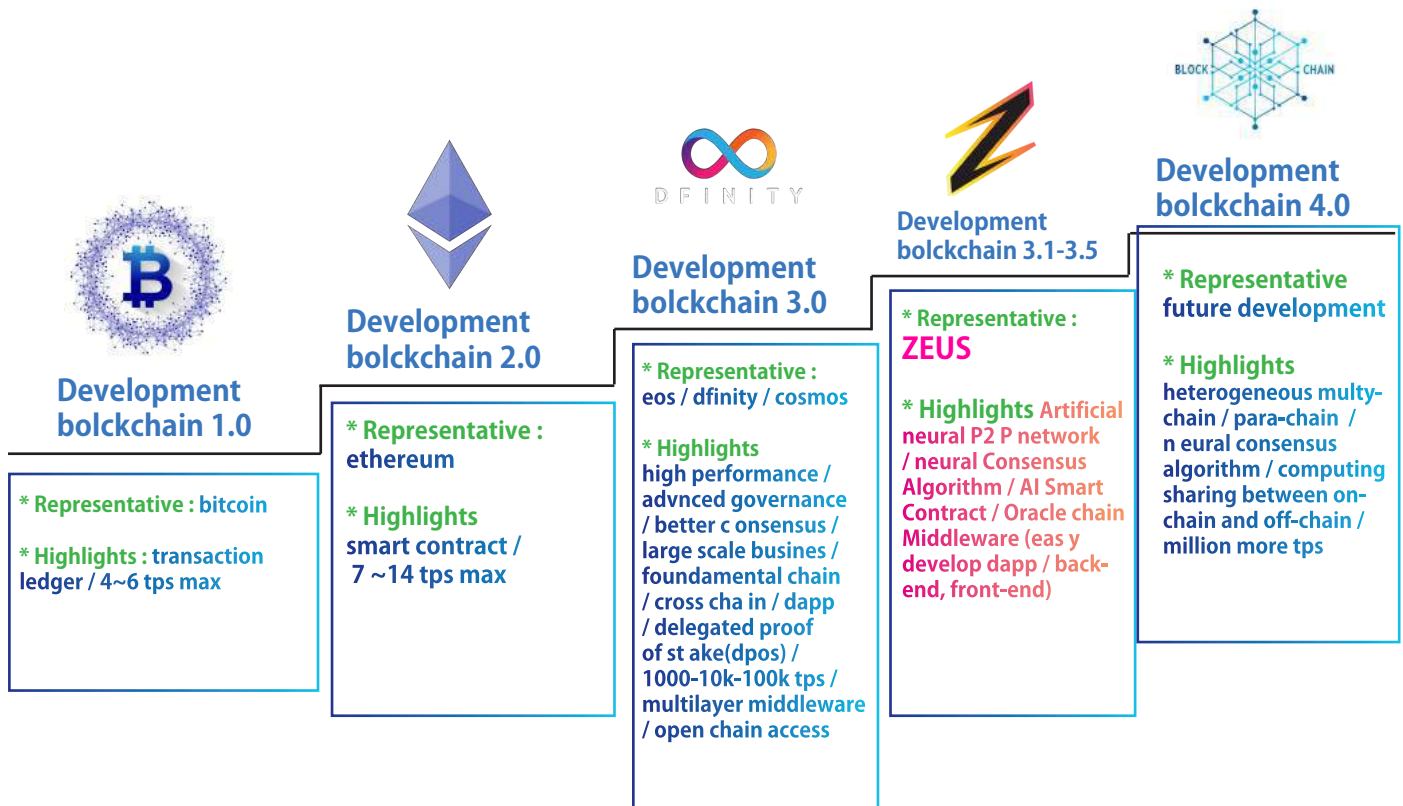 Development
bolckchain 1.0
* Representative : bitcoin
* Highlights : transaction
ledger / 4~6 tps max
Development
bolckchain 2.0
* Representative :
ethereum
* Highlights
smart contract /
7 ~14 tps max
DFINITY
Development
bolckchain 3.0
* Representative :
eos / dfinity / cosmos
* Highlights
high performance /
advnced governance
/ better c onsensus /
large scale busines /
foundamental chain
/ cross cha in / dapp
/ delegated proof
of st ake(dpos) /
1000-10k-100k tps /
multilayer middleware
/ open chain access
Development
bolckchain 3.1-3.5
* Representative :
ZEUS
* Highlights Artificial
neural P2 P network
/ neural Consensus
Algorithm / AI Smart
Contract / Oracle chain
Middleware (eas y
develop dapp / back-
end, front-end)
BLOCK CHAIN
Development
bolckchain 4.0
* Representative
future development
* Highlights
heterogeneous multy-
chain / para-chain /
n eural consensus
algorithm / computing
sharing between on-
chain and off-chain /
million more tps